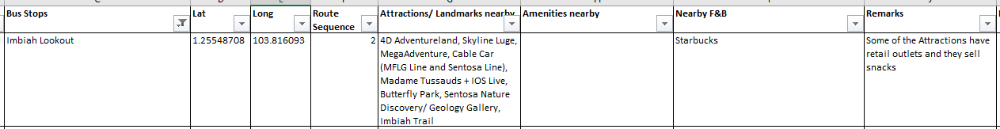 Bus Stops
Lat
Long
Route
Sequence
Attractions/ Landmarks nearby
Amenities nearby
Nearby F&B
Remarks
Imbiah Lookout
1.25548708
103.816093
2
4D Adventureland, Skyline Luge,
MegaAdventure, Cable Car
(MFLG Line and Sentosa Line),
Madame Tussauds + IOS Live,
Butterfly Park, Sentosa Nature
Discovery/ Geology Gallery,
Imbiah Trail
Starbucks
Some of the Attractions have
retail outlets and they sell
snacks